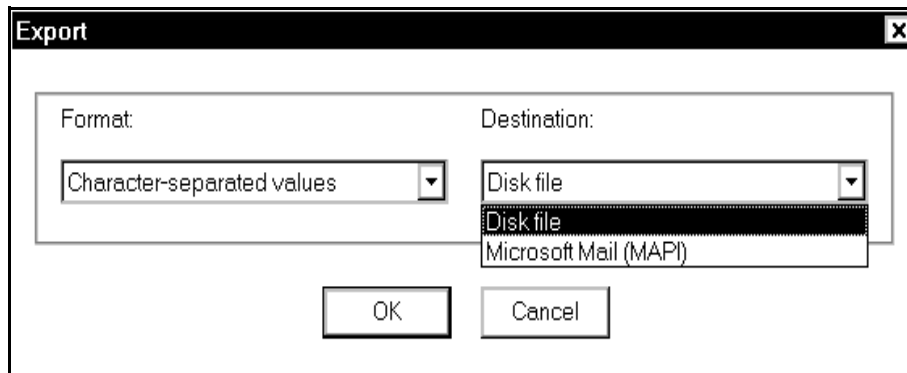 Export
Format:
Destination:
Character-separated values
Disk file
Disk file
Microsoft Mail (MAPI)
OK
Cancel